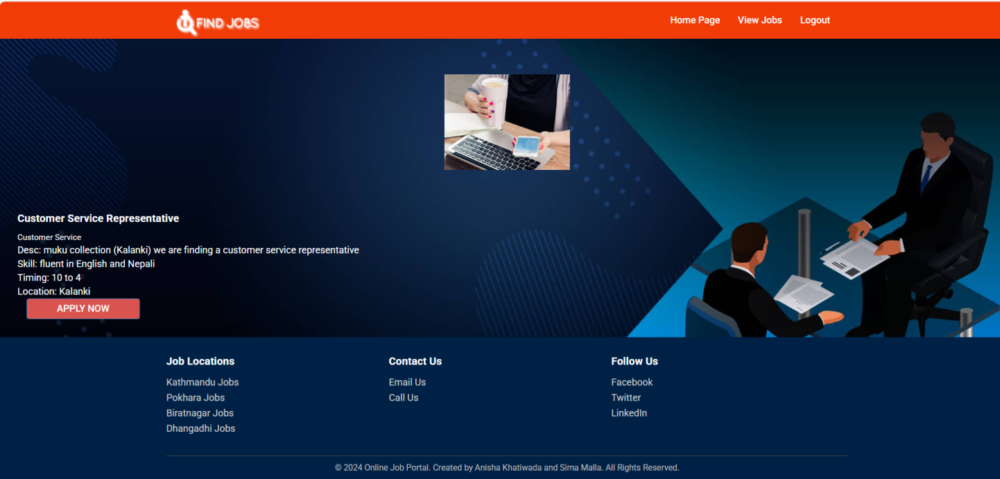 FIND JOBS
Home Page View Jobs Logout
Customer Service Representative
Customer Service
Desc: muku collection (Kalanki) we are finding a customer service representative
Skill: fluent in English and Nepali
Timing: 10 to 4
Location: Kalanki
APPLY NOW
Job Locations
Kathmandu Jobs
Pokhara Jobs
Biratnagar Jobs
Dhangadhi Jobs
Contact Us
Email Us
Call Us
Follow Us
Facebook
Twitter
LinkedIn
© 2024 Online Job Portal. Created by Anisha Khatiwada and Sima Malla. All Rights Reserved.